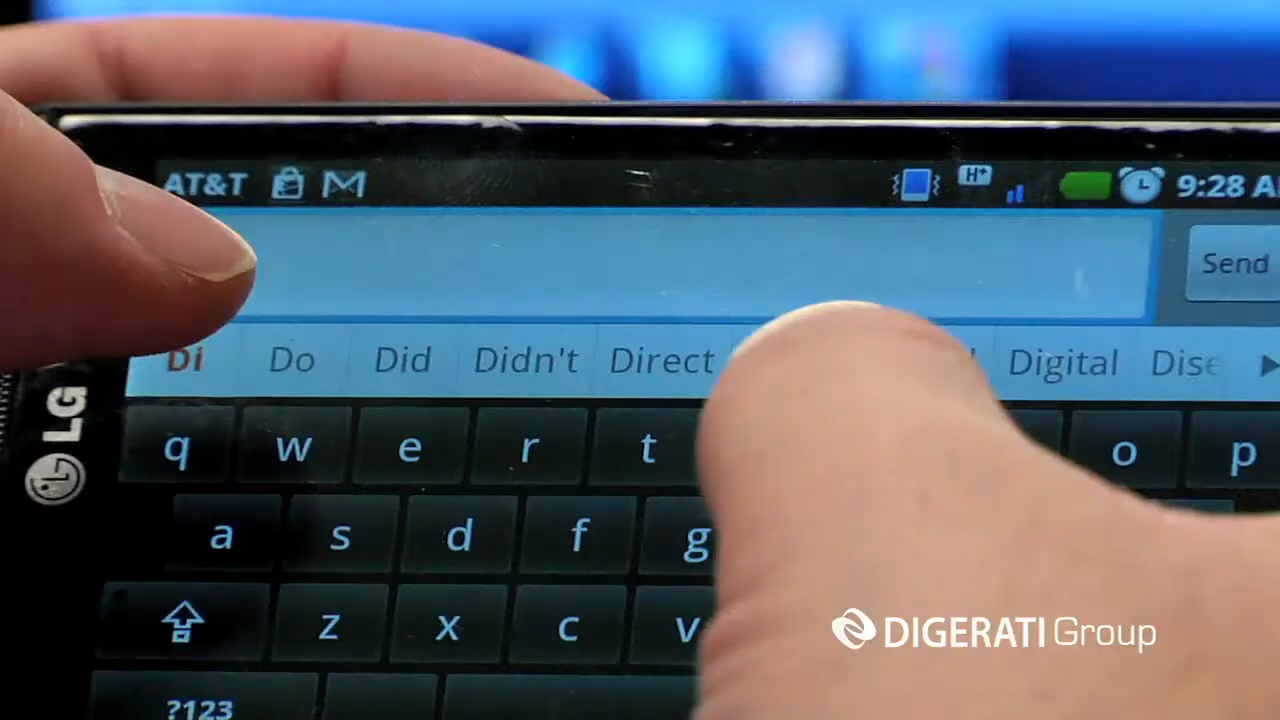 AT&T H+ 9:28
Send
Di Do Did Didn't Direct Digital
LG
q w e r t o p
a s d f g
z x c v
?123
DIGERATI Group